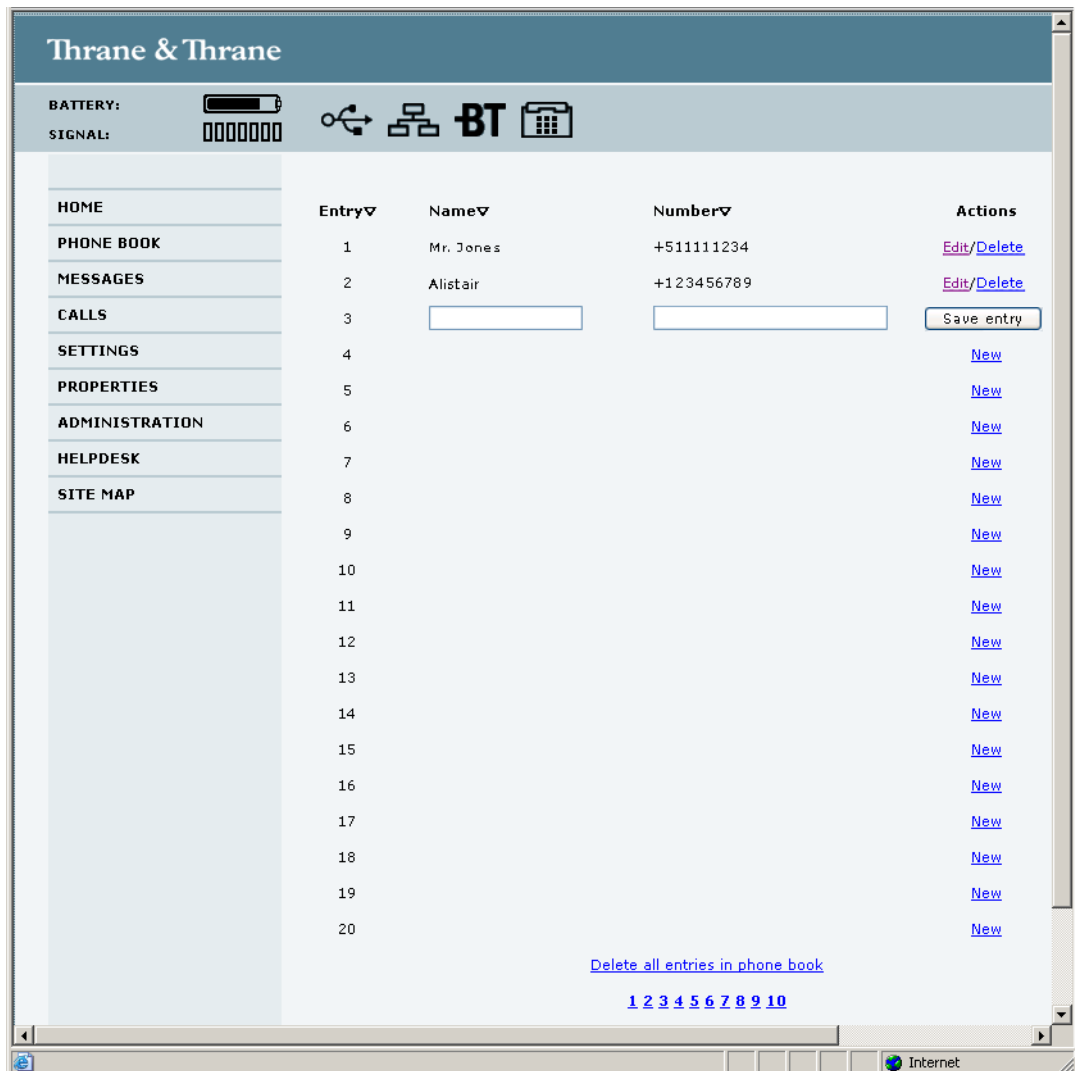 Thrane & Thrane
BATTERY:
SIGNAL:
BT
HOME
PHONE BOOK
MESSAGES
CALLS
SETTINGS
PROPERTIES
ADMINISTRATION
HELPDESK
SITE MAP
Entry Name Number Actions
1 Mr. Jones +511111234 Edit/Delete
2 Alistair +123456789 Edit/Delete
3 Save entry
4 New
5 New
6 New
7 New
8 New
9 New
10 New
11 New
12 New
13 New
14 New
15 New
16 New
17 New
18 New
19 New
20 New
Delete all entries in phone book
1 2 3 4 5 6 7 8 9 10
Internet